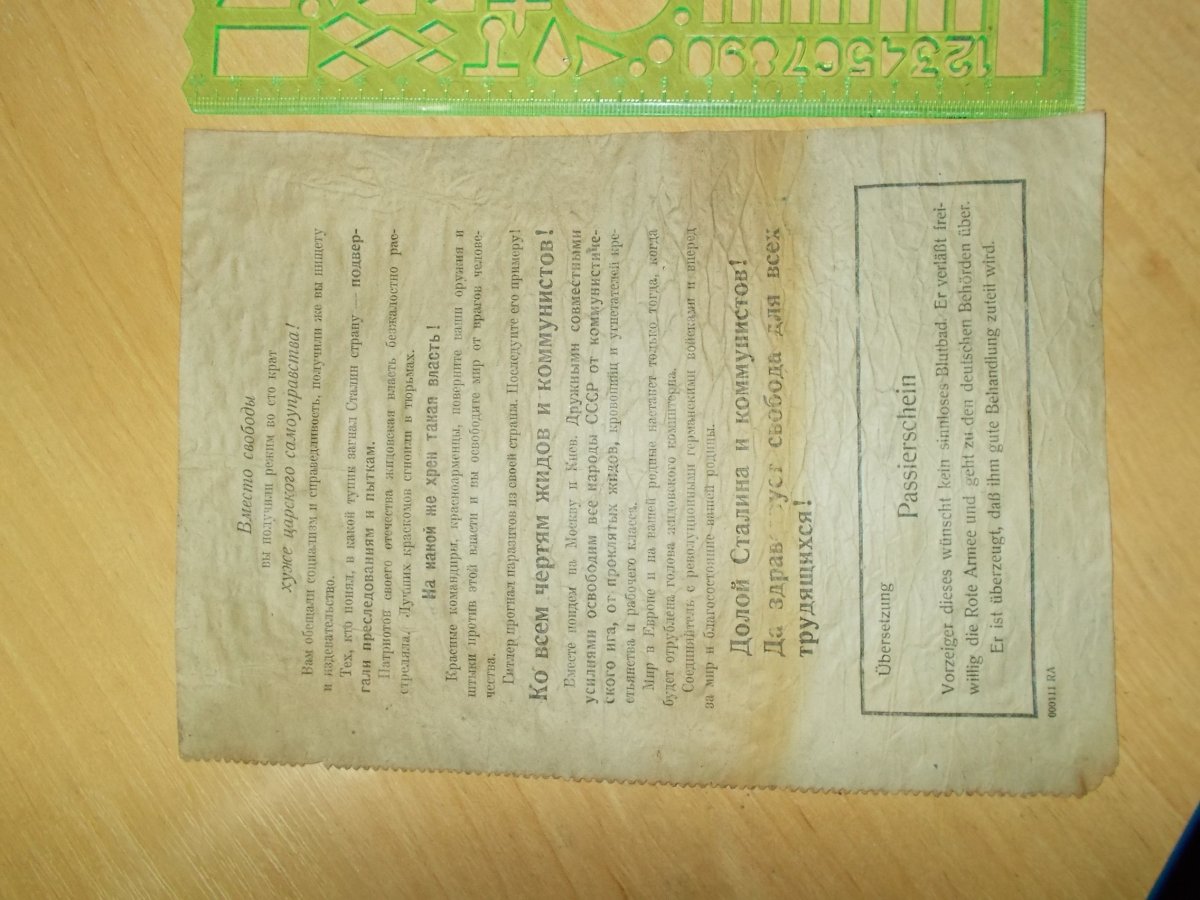 Вместо свободы
вы получили режим во сто крат
хуже царского самоуправства!
Вам обещали социализм и справедливость, получили же вы нищету
и издевательство.
Тех, кто понял, в какой тупик загнал Сталин страну — подвер-
гали преследованиям и пыткам.
Патриотов своего отечества жидовская власть безжалостно рас-
стреляла. Лучших краскомов сгноили в тюрьмах.
На какой же хрен такая власть!
Красные командиры, красноармейцы, поверните ваши оружия и
штыки против этой власти и вы освободите мир от врагов челове-
чества.
Гитлер прогнал паразитов из своей страны. Последуйте его примеру!
Ко всем чертям жидов и коммунистов!
Вместе пойдем на Москву и Киев. Дружными совместными
усилиями освободим все народы СССР от коммунистиче-
ского ига, от проклятых жидов, кровопийц и угнетателей кре-
стьянства и рабочего класса.
Мир в Европе и на вашей родине настанет только тогда, когда
будет отрублена голова жидовского коминтерна.
Соединяйтесь с революционными германскими войсками и вперед
за мир и благосостояние вашей родины.
Долой Сталина и коммунистов!
Да здравствует свобода для всех
трудящихся!
Übersetzung
Passierschein
Vorzeiger dieses wünscht kein sinnloses Blutbad. Er verläßt frei-
willig die Rote Armee und geht zu den deutschen Behörden über.
Er ist überzeugt, daß ihm gute Behandlung zuteil wird.
000111 RA
1234567890